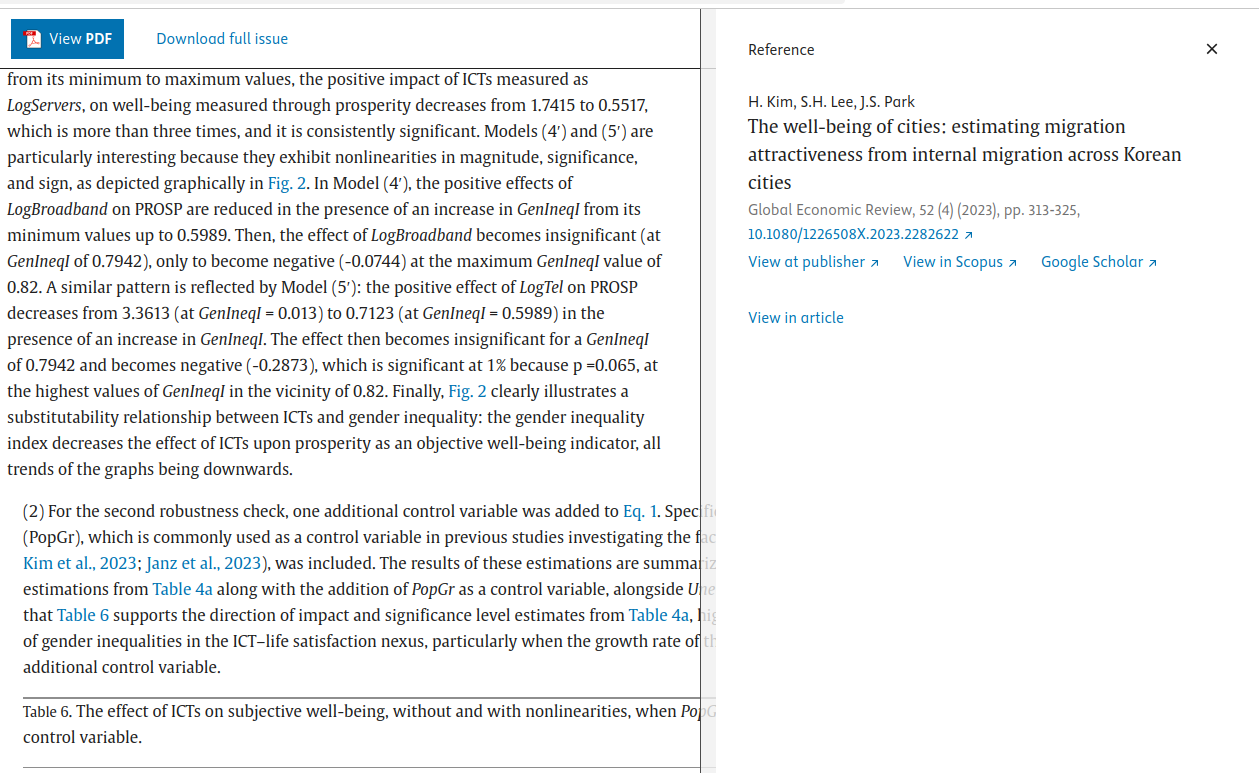 View PDF
Download full issue
from its minimum to maximum values, the positive impact of ICTs measured as
LogServers, on well-being measured through prosperity decreases from 1.7415 to 0.5517,
which is more than three times, and it is consistently significant. Models (4′) and (5′) are
particularly interesting because they exhibit nonlinearities in magnitude, significance,
and sign, as depicted graphically in Fig. 2. In Model (4′), the positive effects of
LogBroadband on PROSP are reduced in the presence of an increase in GenIneqI from its
minimum values up to 0.5989. Then, the effect of LogBroadband becomes insignificant (at
GenIneqI of 0.7942), only to become negative (-0.0744) at the maximum GenIneqI value of
0.82. A similar pattern is reflected by Model (5′): the positive effect of LogTel on PROSP
decreases from 3.3613 (at GenIneqI = 0.013) to 0.7123 (at GenIneqI = 0.5989) in the
presence of an increase in GenIneqI. The effect then becomes insignificant for a GenIneqI
of 0.7942 and becomes negative (-0.2873), which is significant at 1% because p =0.065, at
the highest values of GenIneqI in the vicinity of 0.82. Finally, Fig. 2 clearly illustrates a
substitutability relationship between ICTs and gender inequality: the gender inequality
index decreases the effect of ICTs upon prosperity as an objective well-being indicator, all
trends of the graphs being downwards.
(2) For the second robustness check, one additional control variable was added to Eq. 1. Specifi
(PopGr), which is commonly used as a control variable in previous studies investigating the fac
Kim et al., 2023; Janz et al., 2023), was included. The results of these estimations are summariz
estimations from Table 4a along with the addition of PopGr as a control variable, alongside Une
that Table 6 supports the direction of impact and significance level estimates from Table 4a, hig
of gender inequalities in the ICT–life satisfaction nexus, particularly when the growth rate of th
additional control variable.
Table 6. The effect of ICTs on subjective well-being, without and with nonlinearities, when PopG
control variable.
Reference
H. Kim, S.H. Lee, J.S. Park
The well-being of cities: estimating migration
attractiveness from internal migration across Korean
cities
Global Economic Review, 52 (4) (2023), pp. 313-325,
10.1080/1226508X.2023.2282622
View at publisher View in Scopus Google Scholar
View in article